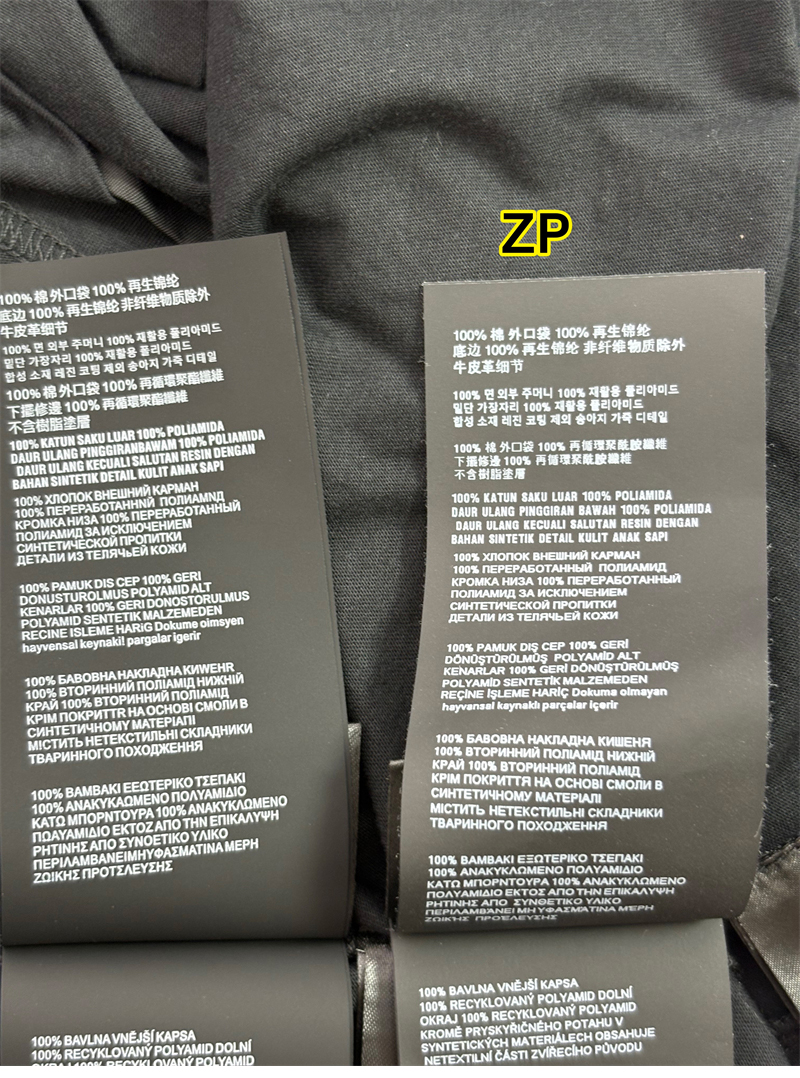 ZP
100% 棉 外口袋 100% 再生锦纶
底边 100% 再生锦纶 非纤维物质除外
牛皮革细节
100% 면 외부 주머니 100% 재활용 폴리아미드
밑단 가장자리 100% 재활용 폴리아미드
합성 소재 레진 코팅 제외 송아지 가죽 디테일
100% 棉 外口袋 100% 再循環聚酯纖維
下擺修邊 100% 再循環聚酯纖維
不含樹脂塗層
100% KATUN SAKU LUAR 100% POLIAMIDA
DAUR ULANG PINGGIRANBAWAM 100% POLIAMIDA
DAUR ULANG KECUALI SALUTAN RESIN DENGAN
BAHAN SINTETIK DETAIL KULIT ANAK SAPI
100% ХЛОПОК ВНЕШНИЙ КАРМАН
100% ПЕРЕРАБОТАННЙ ПОЛИАМNД
КРОМКА НИЗА 100% ПЕРЕРАБОТАННЫЙ
ПОЛИАМИД ЗА ИСКЛЮЧЕНИЕМ
СИНТЕТИЧЕСКОЙ ПРОПИТКИ
ДЕТАЛИ ИЗ ТЕЛЯЧЬЕЙ КОЖИ
100% PAMUK DIS CEP 100% GERI
DONUSTUROLMUS POLYAMID ALT
KENARLAR 100% GERI DONOSTORULMUS
POLYAMID SENTETIK MALZEMEDEN
RECINE ISLEME HARiG Dokume olmsyen
hayvensal keynaki! pargalar içerir
100% БАВОВНА НАКЛАДНА КИWЕНR
100% ВТОРИННИЙ ПОЛІАМІД НИЖНІЙ
КРАЙ 100% ВТОРИННИЙ ПОЛІАМІД
КРІМ ПОКРИТТR НА ОСНОВІ СМОЛИ В
СИНТЕТИЧНОМУ МАТЕРІАПІ
МІСТИТЬ НЕТЕКСТИЛЬНІ СКЛАДНИКИ
ТВАРИННОГО ПОХОДЖЕННЯ
100% ΒΑΜΒΑΚΙ ΕΕΩΤΕΡΙΚΟ ΤΣΕΠΑΚΙ
100% ΑΝΑΚΥΚΑΩΜΕΝΟ ΠΟΛΥΑΜΙΔΙΟ
ΚΑΤΩ ΜΠΟΡΝΤΟΥΡΑ 100% ΑΝΑΚΥΚΛΩΜΕΝΟ
ΠΩΑΥΑΜΙΔΙΟ ΕΚΤΟΖ ΑΠΟ ΤΗΝ ΕΠΙΚΑΛΥΨΗ
ΡΗΤΙΝΗΣ ΑΠΟ ΣΥΝΟΕΤΙΚΟ ΥΛΙΚΟ
ΠΕΡΙΛΑΜΒΑΝΕΙΜΗΥΦΑΣΜΑΤΙΝΑ ΜΕΡΗ
ΖΩΙΚΗΣ ΠΡΟΤΣΛΕΥΣΗΣ
100% BAVLNA VNĚJŠÍ KAPSA
100% RECYKLOVANÝ POLYAMID DOLNÍ
OKRAJ 100% RECYKLOVANÝ POLYAMID
100% 棉 外口袋 100% 再生锦纶
底边 100% 再生锦纶 非纤维物质除外
牛皮革细节
100% 면 외부 주머니 100% 재활용 폴리아미드
밑단 가장자리 100% 재활용 폴리아미드
합성 소재 레진 코팅 제외 송아지 가죽 디테일
100% 棉 外口袋 100% 再循環聚酰胺纖維
下擺修邊 100% 再循環聚酰胺纖維
不含樹脂塗層
100% KATUN SAKU LUAR 100% POLIAMIDA
DAUR ULANG PINGGIRAN BAWAH 100% POLIAMIDA
DAUR ULANG KECUALI SALUTAN RESIN DENGAN
BAHAN SINTETIK DETAIL KULIT ANAK SAPI
100% ХЛОПОК ВНЕШНИЙ КАРМАН
100% ПЕРЕРАБОТАННЫЙ ПОЛИАМИД
КРОМКА НИЗА 100% ПЕРЕРАБОТАННЫЙ
ПОЛИАМИД ЗА ИСКЛЮЧЕНИЕМ
СИНТЕТИЧЕСКОЙ ПРОПИТКИ
ДЕТАЛИ ИЗ ТЕЛЯЧЬЕЙ КОЖИ
100% PAMUK DIŞ CEP 100% GERİ
DÖNÜŞTÜRÜLMÜŞ POLYAMİD ALT
KENARLAR 100% GERİ DÖNÜŞTÜRÜLMÜŞ
POLYAMİD SENTETİK MALZEMEDEN
REÇİNE İŞLEME HARİÇ Dokuma olmayan
hayvansal kaynaklı parçalar içerir
100% БАВОВНА НАКЛАДНА КИШЕНЯ
100% ВТОРИННИЙ ПОЛІАМІД НИЖНІЙ
КРАЙ 100% ВТОРИННИЙ ПОЛІАМІД
КРІМ ПОКРИТТЯ НА ОСНОВІ СМОЛИ В
СИНТЕТИЧНОМУ МАТЕРІАЛІ
МІСТИТЬ НЕТЕКСТИЛЬНІ СКЛАДНИКИ
ТВАРИННОГО ПОХОДЖЕННЯ
100% ΒΑΜΒΑΚΙ ΕΞΩΤΕΡΙΚΟ ΤΣΕΠΑΚΙ
100% ΑΝΑΚΥΚΛΩΜΕΝΟ ΠΟΛΥΑΜΙΔΙΟ
ΚΑΤΩ ΜΠΟΡΝΤΟΥΡΑ 100% ΑΝΑΚΥΚΛΩΜΕΝΟ
ΠΟΛΥΑΜΙΔΙΟ ΕΚΤΟΣ ΑΠΟ ΤΗΝ ΕΠΙΚΑΛΥΨΗ
ΡΗΤΙΝΗΣ ΑΠΟ ΣΥΝΘΕΤΙΚΟ ΥΛΙΚΟ
ΠΕΡΙΛΑΜΒΑΝΕΙ ΜΗ ΥΦΑΣΜΑΤΙΝΑ ΜΕΡΗ
ΖΩΙΚΗΣ ΠΡΟΕΛΕΥΣΗΣ
100% BAVLNA VNĚJŠÍ KAPSA
100% RECYKLOVANÝ POLYAMID DOLNÍ
OKRAJ 100% RECYKLOVANÝ POLYAMID
KROMĚ PRYSKYŘIČNÉHO POTAHU V
SYNTETICKÝCH MATERIÁLECH OBSAHUJE
NETEXTILNÍ ČÁSTI ZVÍŘECÍHO PŮVODU